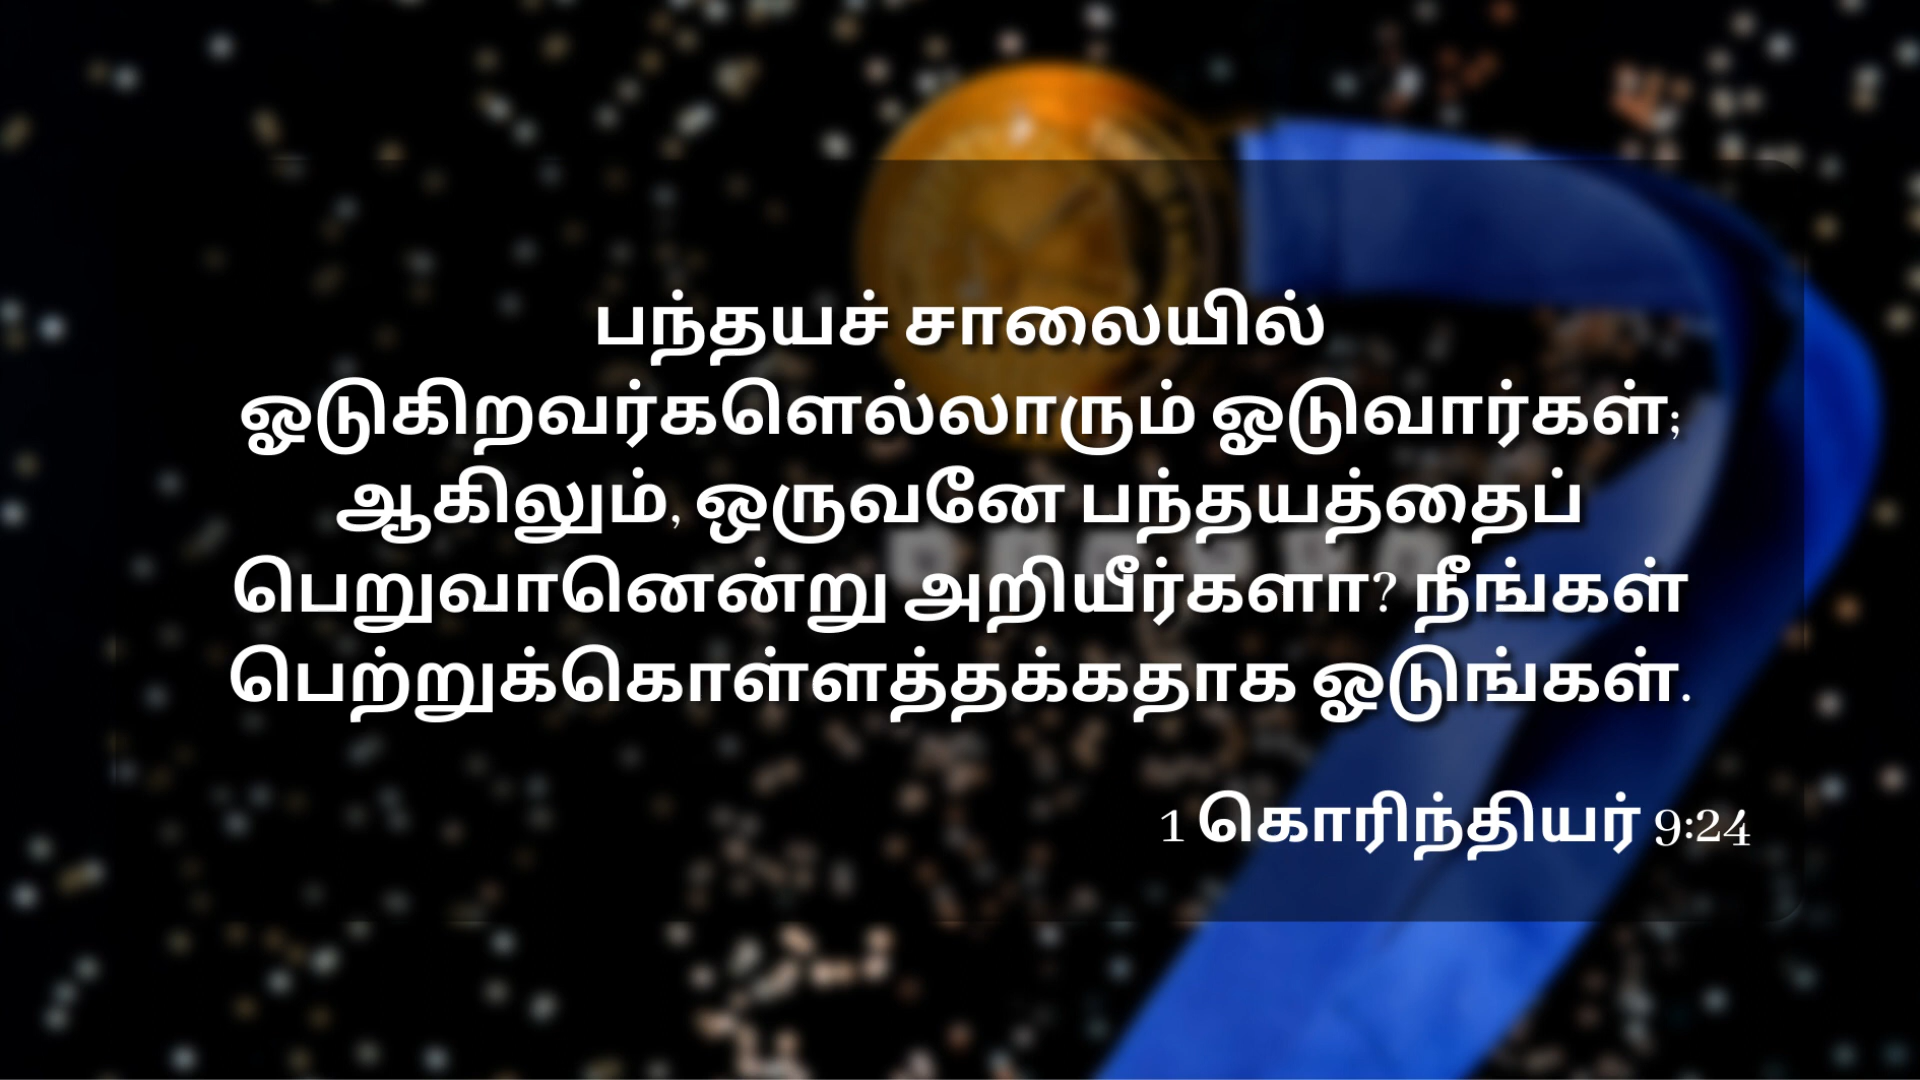 பந்தயச் சாலையில்
ஓடுகிறவர்களெல்லாரும் ஓடுவார்கள்;
ஆகிலும், ஒருவனே பந்தயத்தைப்
பெறுவானென்று அறியீர்களா? நீங்கள்
பெற்றுக்கொள்ளத்தக்கதாக ஓடுங்கள்.
1 கொரிந்தியர் 9:24